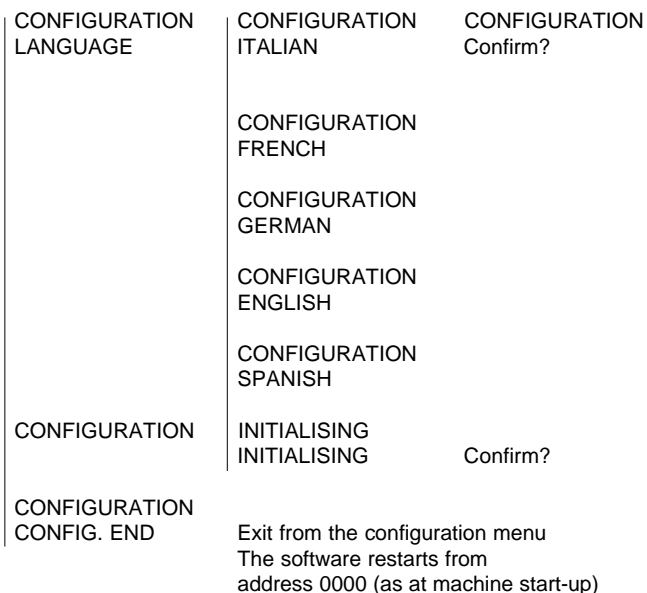 CONFIGURATION CONFIGURATION CONFIGURATION
LANGUAGE ITALIAN Confirm?
CONFIGURATION
FRENCH
CONFIGURATION
GERMAN
CONFIGURATION
ENGLISH
CONFIGURATION
SPANISH
CONFIGURATION INITIALISING
INITIALISING Confirm?
CONFIGURATION
CONFIG. END Exit from the configuration menu
The software restarts from
address 0000 (as at machine start-up)